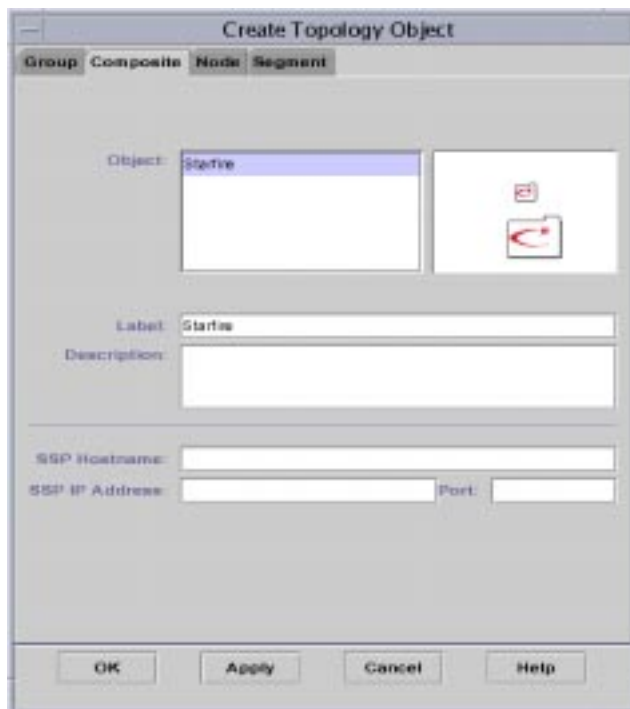 Create Topology Object
Group Composite Node Segment
Object: Starfire
Label: Starfire
Description:
SSP Hostname:
SSP IP Address: Port:
OK Apply Cancel Help